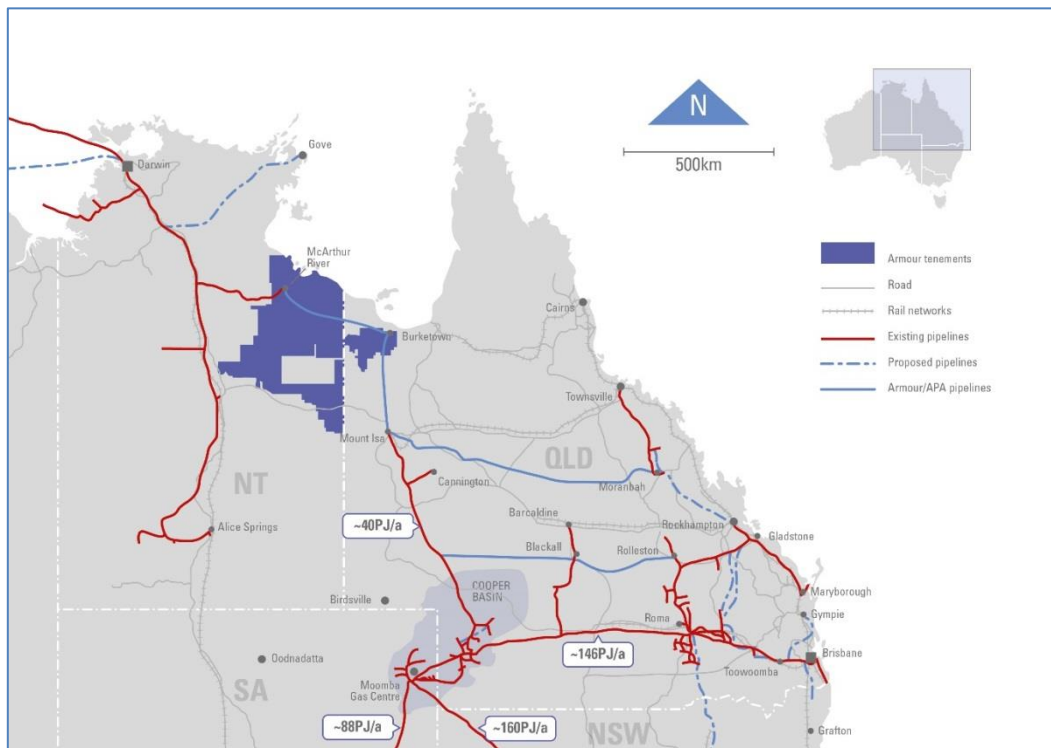 N
500km
Gove
Darwin
McArthur
River
Cairns
Burketown
Townsville
Mount Isa
QLD
Cannington
Moranbah
NT
Barcaldine
Rockhampton
~40PJ/a
Gladstone
Alice Springs
Blackall
Rolleston
COOPER
BASIN
Maryborough
Birdsville
Gympie
Roma
Brisbane
Oodnadatta
~146PJ/a
Toowoomba
SA
Moomba
Gas Centre
~88PJ/a
~160PJ/a
NSW
Grafton
Armour tenements
Road
Rail networks
Existing pipelines
Proposed pipelines
Armour/APA pipelines